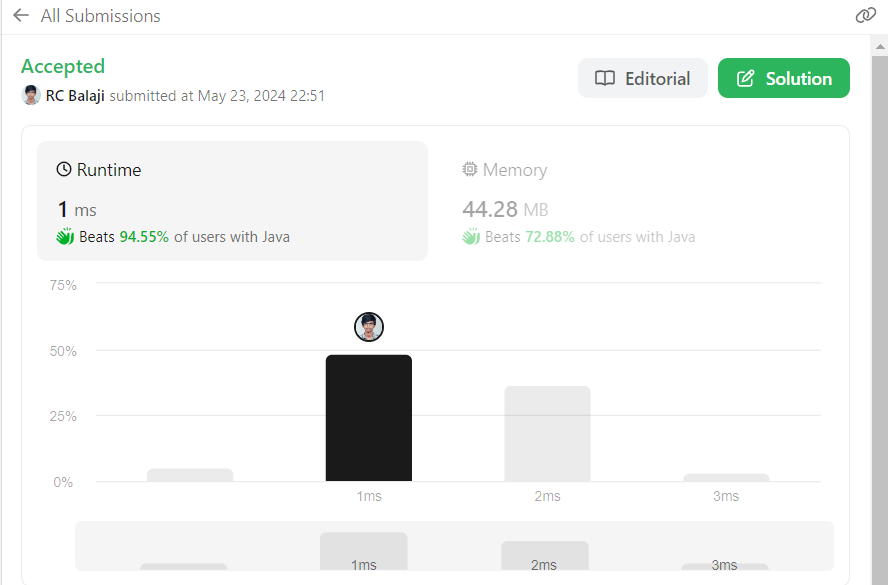 All Submissions
Accepted
RC Balaji submitted at May 23, 2024 22:51
Editorial
Solution
Runtime
1 ms
Beats 94.55% of users with Java
Memory
44.28 MB
Beats 72.88% of users with Java
75%
50%
25%
0%
1ms 2ms 3ms
1ms 2ms 3ms